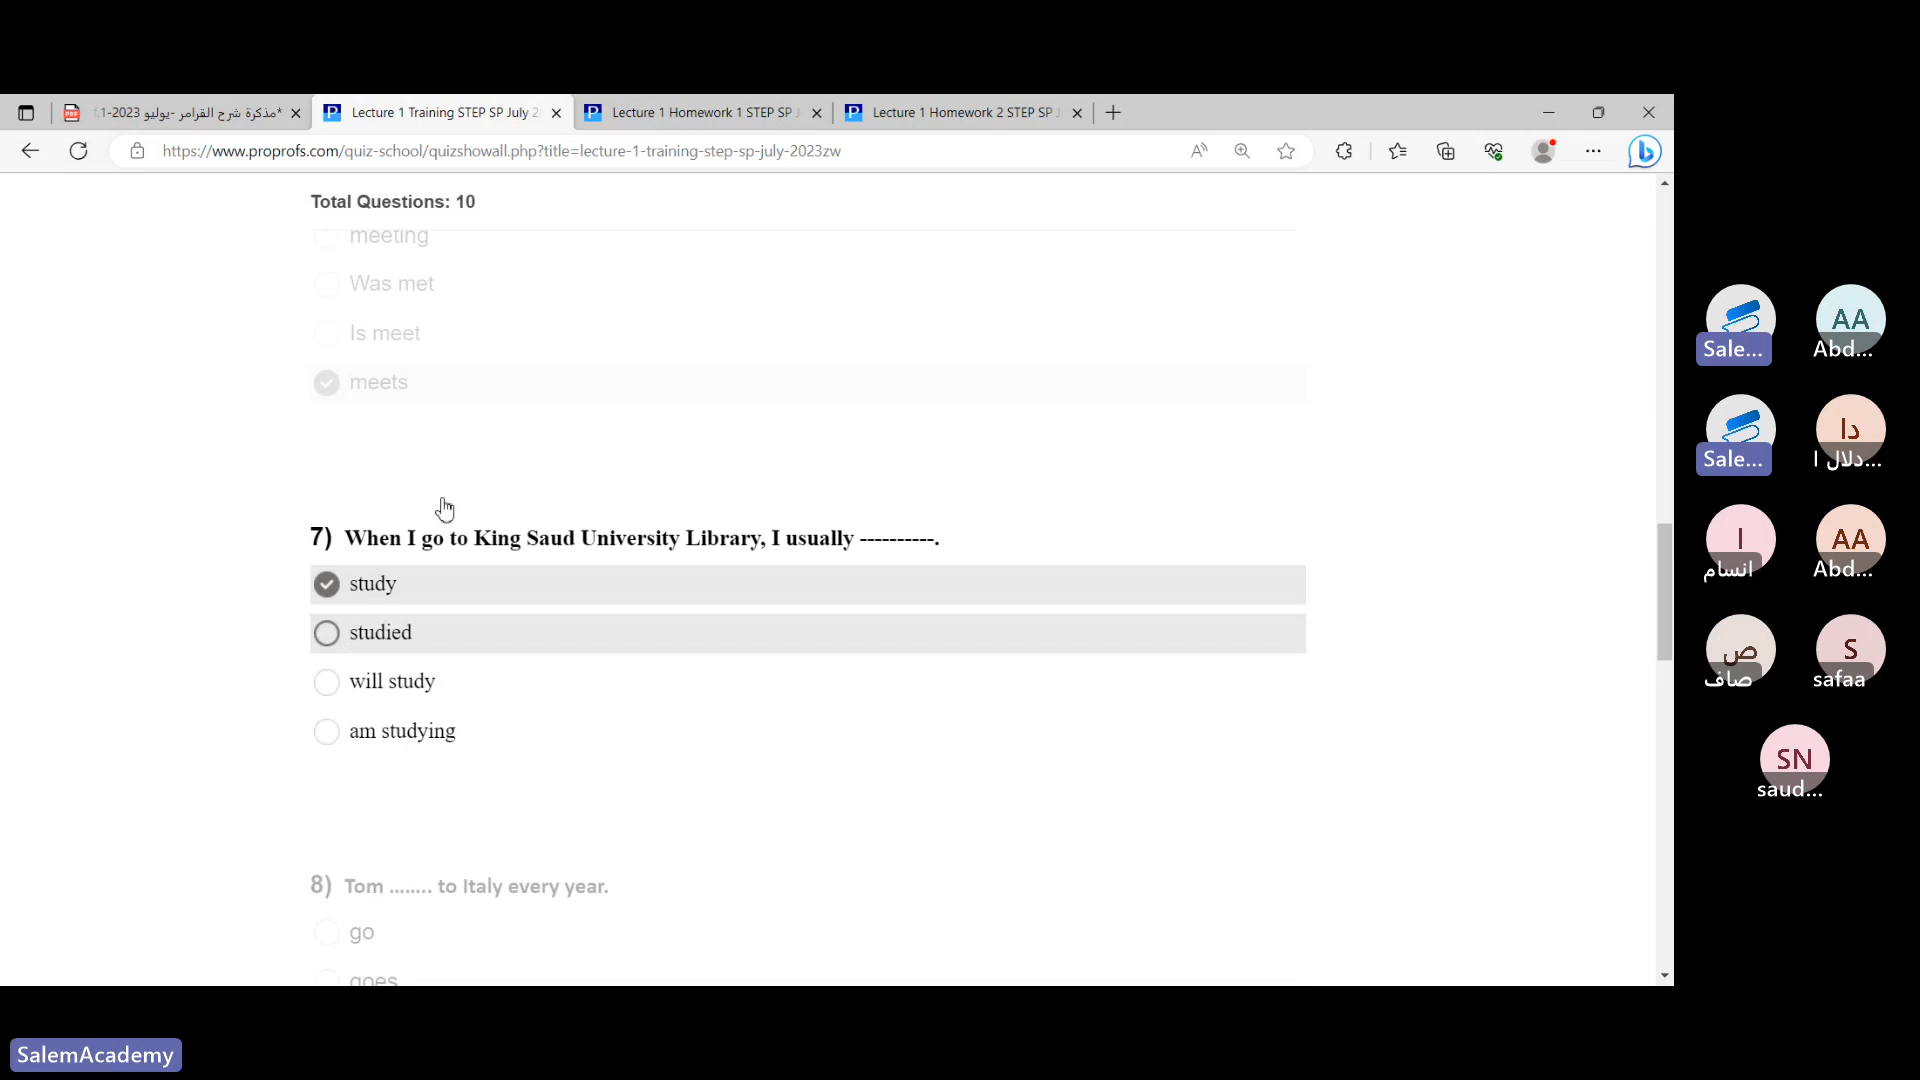 مذكرة شرح القرامر -يوليو 2023-1.f*
Lecture 1 Training STEP SP July 2
Lecture 1 Homework 1 STEP SP J
Lecture 1 Homework 2 STEP SP J
https://www.proprofs.com/quiz-school/quizshowall.php?title=lecture-1-training-step-sp-july-2023zw
Total Questions: 10
meeting
Was met
Is meet
meets
7) When I go to King Saud University Library, I usually ----------.
study
studied
will study
am studying
8) Tom ........ to Italy every year.
go
goes
Sale...
AA
Abd...
Sale...
دا
دلال ا...
ا
انسام
AA
Abd...
ص
صاف
S
safaa
SN
saud...
SalemAcademy